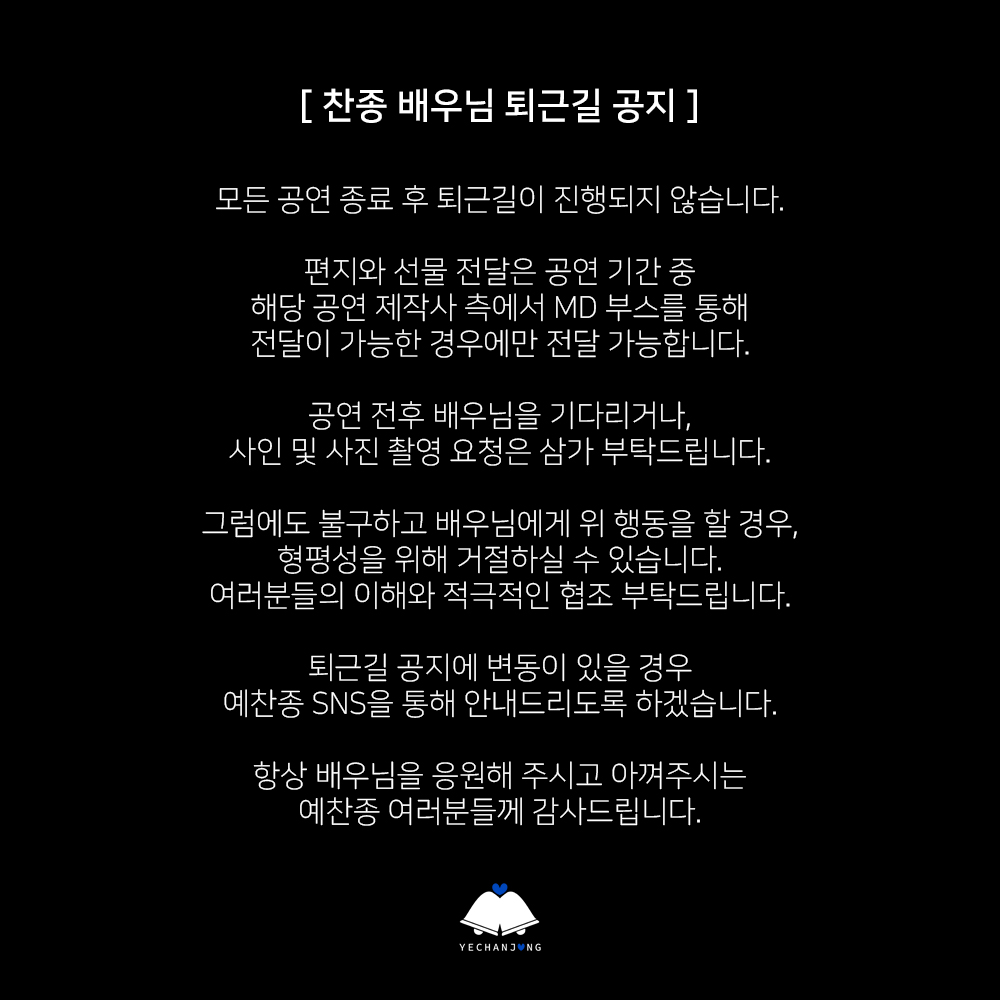 [ 찬종 배우님 퇴근길 공지 ]
모든 공연 종료 후 퇴근길이 진행되지 않습니다.
편지와 선물 전달은 공연 기간 중
해당 공연 제작사 측에서 MD 부스를 통해
전달이 가능한 경우에만 전달 가능합니다.
공연 전후 배우님을 기다리거나,
사인 및 사진 촬영 요청은 삼가 부탁드립니다.
그럼에도 불구하고 배우님에게 위 행동을 할 경우,
형평성을 위해 거절하실 수 있습니다.
여러분들의 이해와 적극적인 협조 부탁드립니다.
퇴근길 공지에 변동이 있을 경우
예찬종 SNS을 통해 안내드리도록 하겠습니다.
항상 배우님을 응원해 주시고 아껴주시는
예찬종 여러분들께 감사드립니다.
YECHANJ💙NG